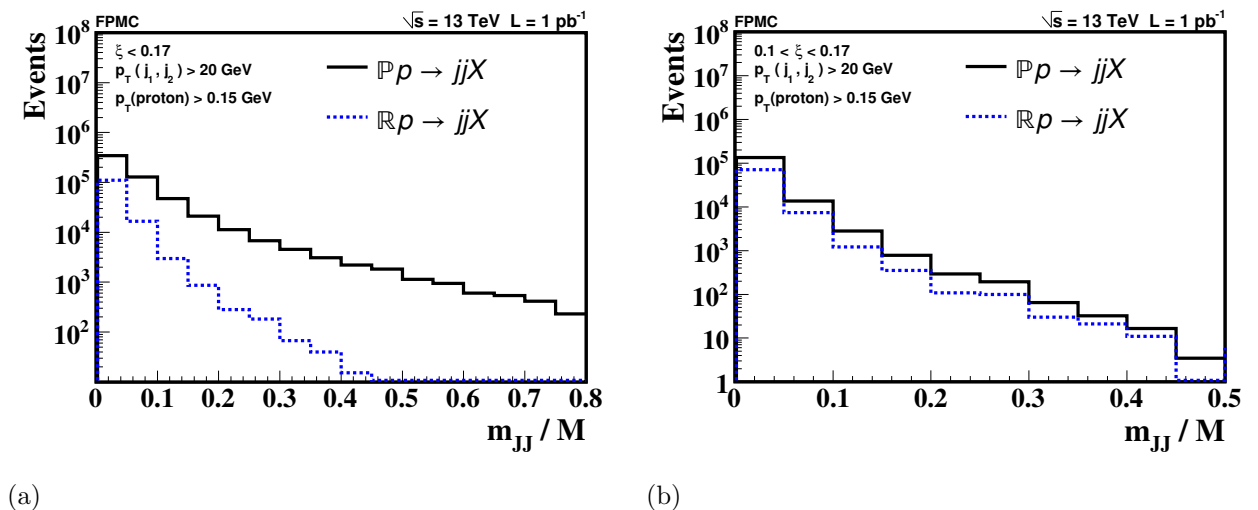 FPMC √s = 13 TeV L = 1 pb⁻¹
Events
10⁸
10⁷
10⁶
10⁵
10⁴
10³
10²
ξ < 0.17
p_T ( j₁ , j₂ ) > 20 GeV
p_T(proton) > 0.15 GeV
ℙp → jjX
ℝp → jjX
0 0.1 0.2 0.3 0.4 0.5 0.6 0.7 0.8
m_JJ / M
(a)
FPMC √s = 13 TeV L = 1 pb⁻¹
Events
10⁸
10⁷
10⁶
10⁵
10⁴
10³
10²
10
1
0.1 < ξ < 0.17
p_T ( j₁ , j₂ ) > 20 GeV
p_T(proton) > 0.15 GeV
ℙp → jjX
ℝp → jjX
0 0.1 0.2 0.3 0.4 0.5
m_JJ / M
(b)